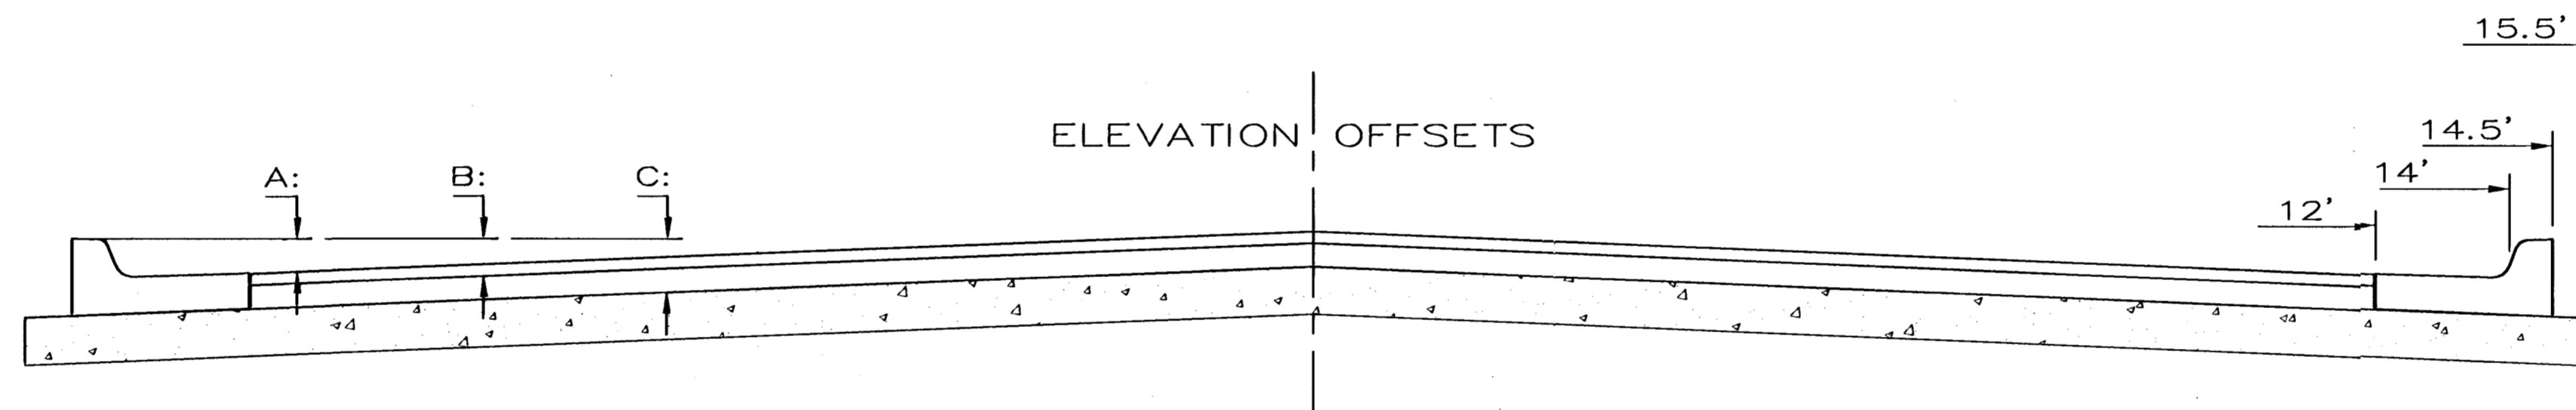 15.5'
ELEVATION OFFSETS
14.5'
A: B: C:
14'
12'